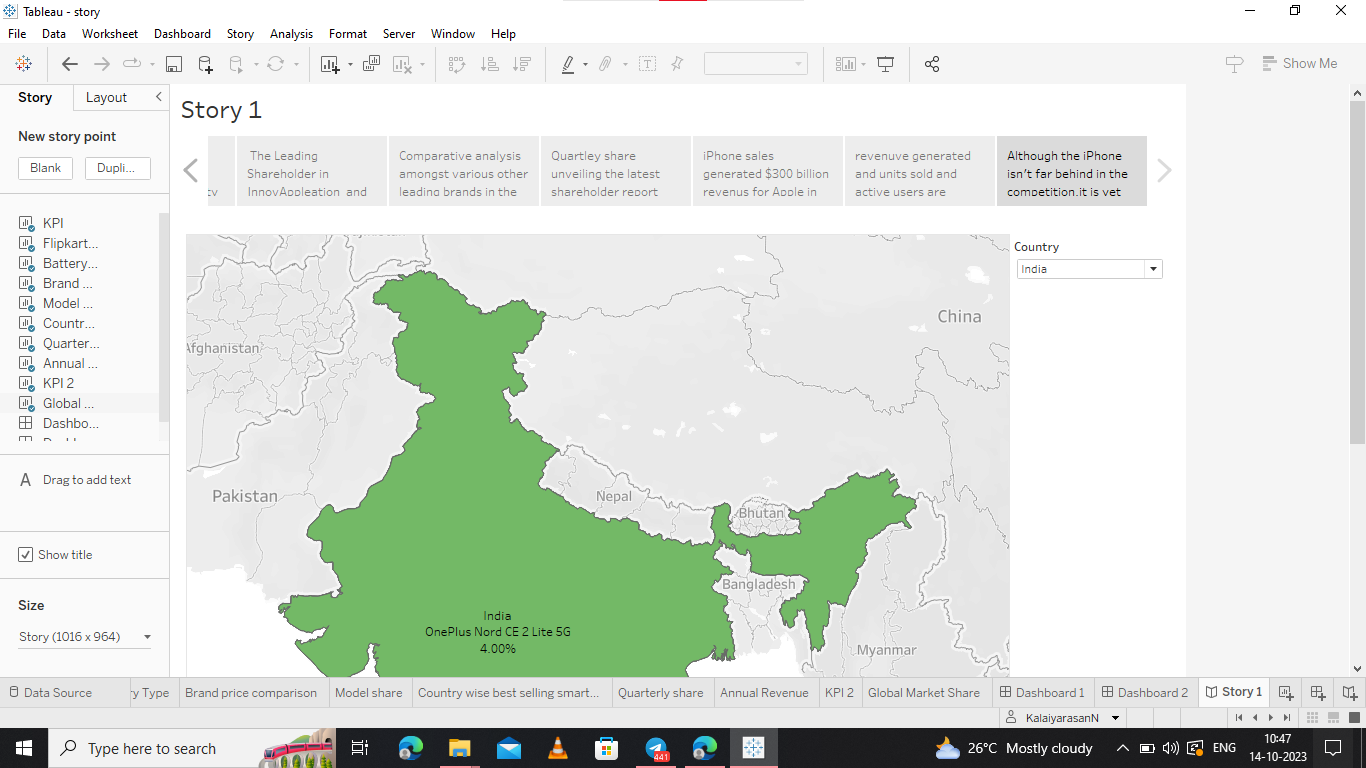 Tableau - story
File Data Worksheet Dashboard Story Analysis Format Server Window Help
Show Me
Story Layout
New story point
Blank Dupli...
KPI
Flipkart...
Battery...
Brand ...
Model ...
Countr...
Quarter...
Annual ...
KPI 2
Global ...
Dashbo...
A Drag to add text
Show title
Size
Story (1016 x 964)
Story 1
The Leading
Shareholder in
InnovAppleation and
Comparative analysis
amongst various other
leading brands in the
Quartley share
unveiling the latest
shareholder report
iPhone sales
generated $300 billion
revenus for Apple in
revenuve generated
and units sold and
active users are
Although the iPhone
isn't far behind in the
competition,it is yet
Country
India
China
Afghanistan
Pakistan
Nepal
Bhutan
Bangladesh
Myanmar
India
OnePlus Nord CE 2 Lite 5G
4.00%
Data Source ry Type Brand price comparison Model share Country wise best selling smart... Quarterly share Annual Revenue KPI 2 Global Market Share Dashboard 1 Dashboard 2 Story 1
KalaiyarasanN
Type here to search
441
26°C Mostly cloudy
ENG
10:47
14-10-2023